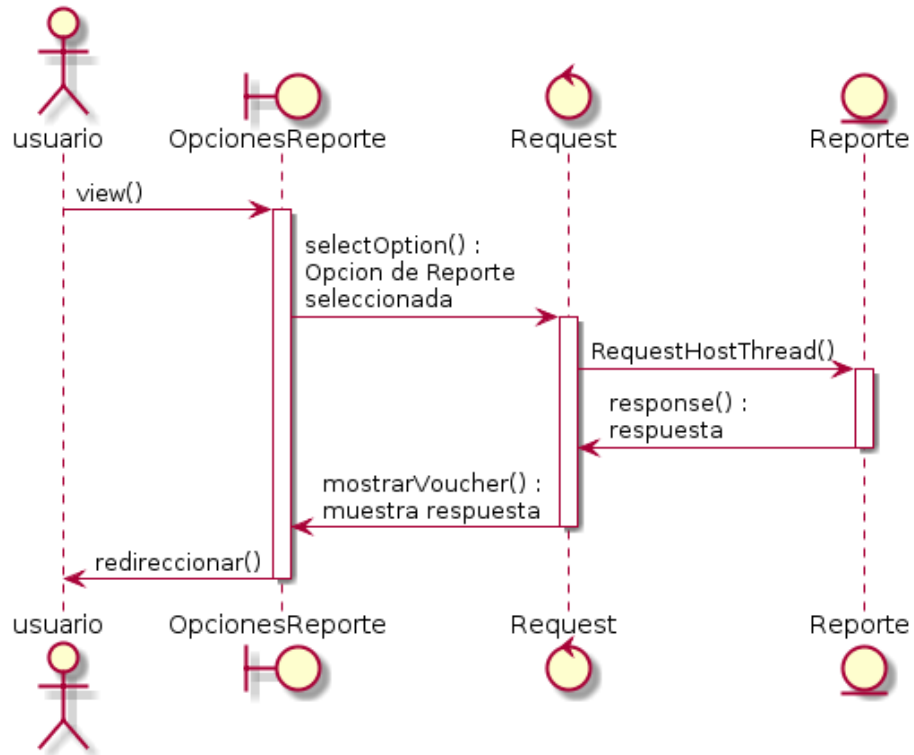 usuario
OpcionesReporte
Request
Reporte
view()
selectOption() :
Opcion de Reporte
seleccionada
RequestHostThread()
response() :
respuesta
mostrarVoucher() :
muestra respuesta
redireccionar()
usuario
OpcionesReporte
Request
Reporte